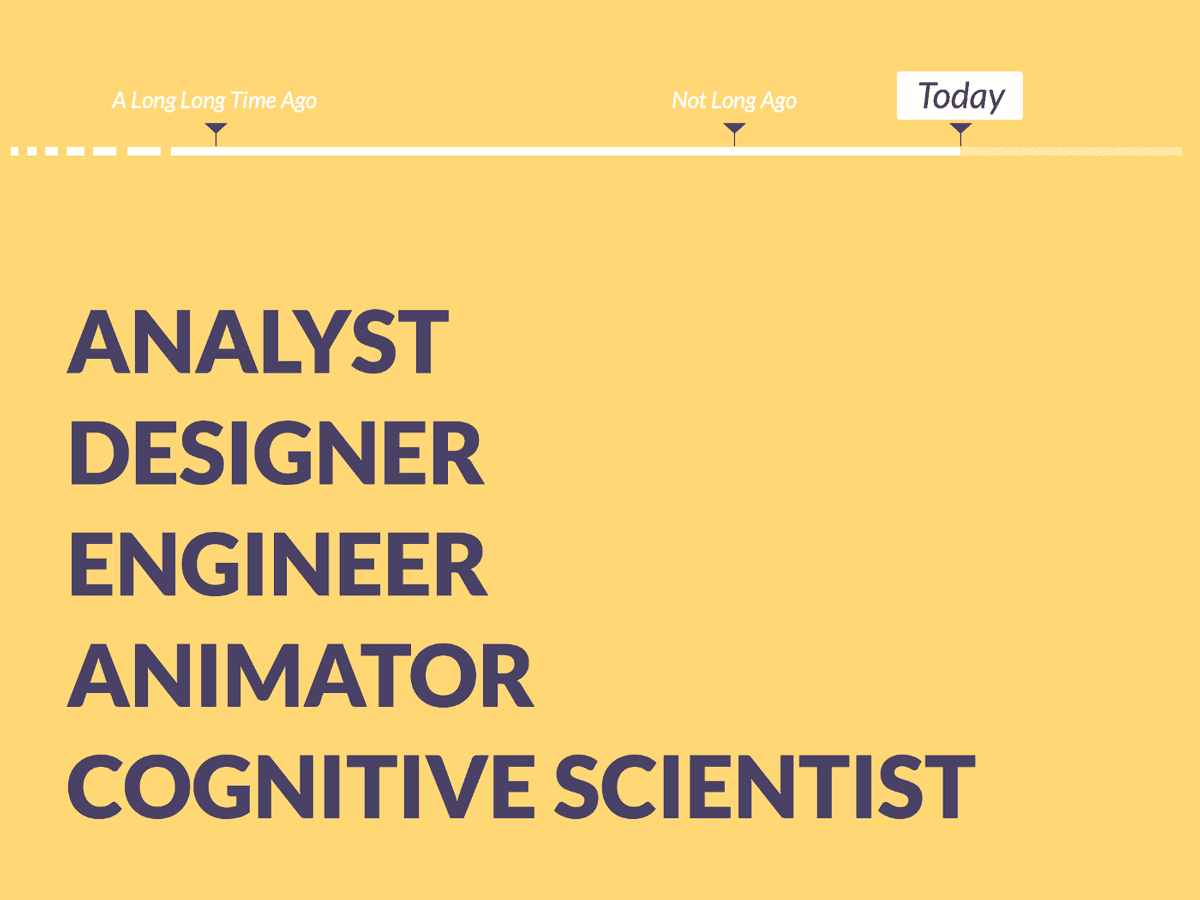 A Long Long Time Ago
Not Long Ago
Today
ANALYST
DESIGNER
ENGINEER
ANIMATOR
COGNITIVE SCIENTIST